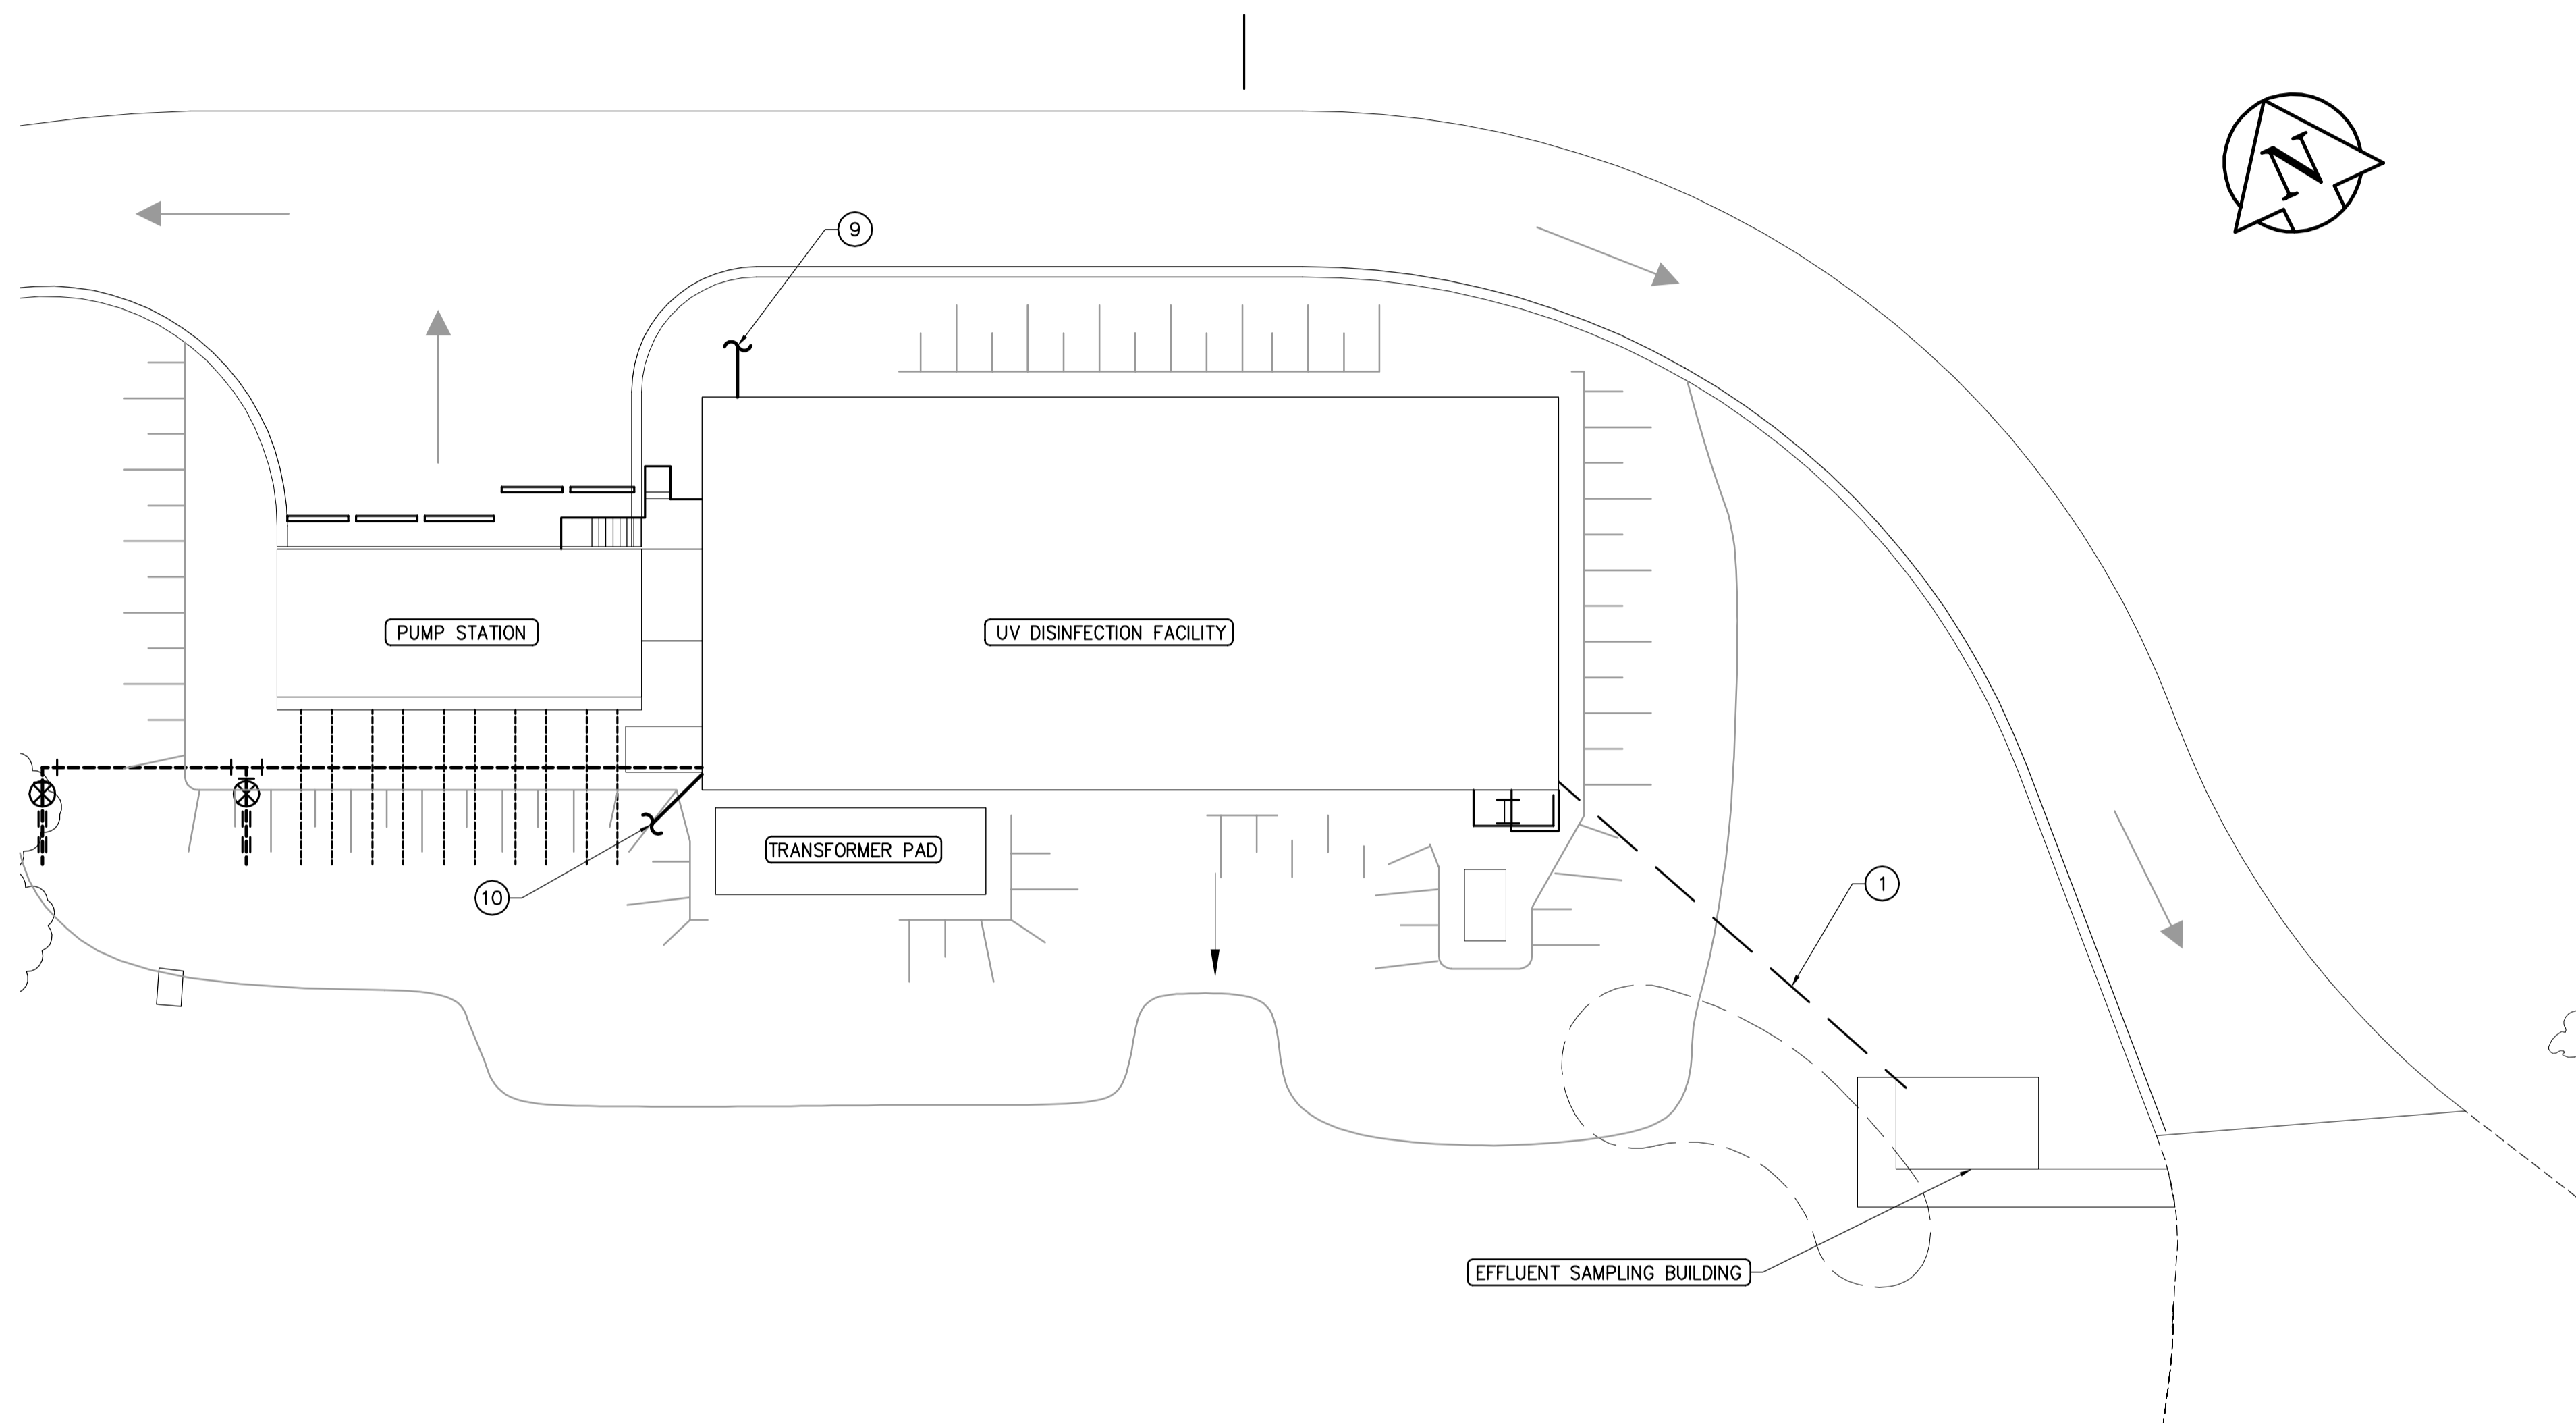 N
9
PUMP STATION
UV DISINFECTION FACILITY
TRANSFORMER PAD
10
1
EFFLUENT SAMPLING BUILDING